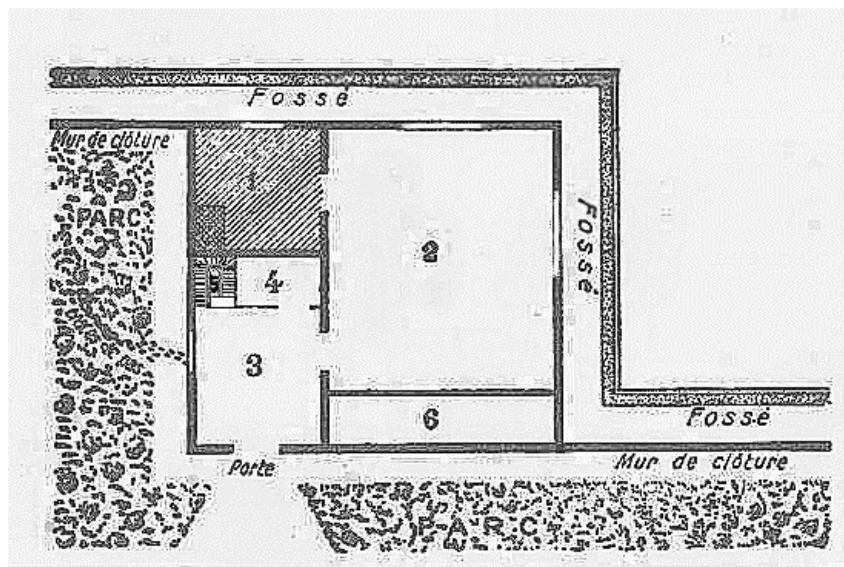 Fossé
Mur de clôture
PARC
1
2
Fossé
5
4
3
6
Fossé
Porte
Mur de clôture
PARC